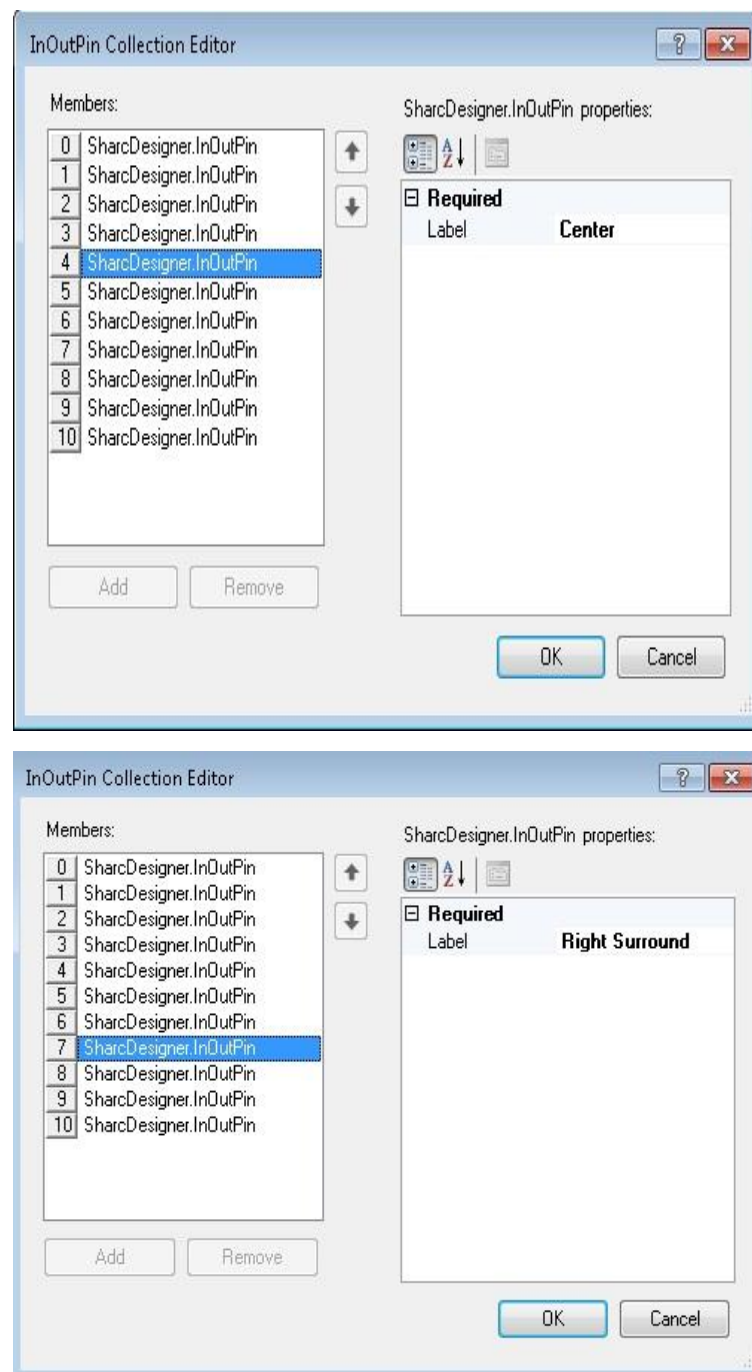 InOutPin Collection Editor
Members:
0 SharcDesigner.InOutPin
1 SharcDesigner.InOutPin
2 SharcDesigner.InOutPin
3 SharcDesigner.InOutPin
4 SharcDesigner.InOutPin
5 SharcDesigner.InOutPin
6 SharcDesigner.InOutPin
7 SharcDesigner.InOutPin
8 SharcDesigner.InOutPin
9 SharcDesigner.InOutPin
10 SharcDesigner.InOutPin
Add Remove
SharcDesigner.InOutPin properties:
Required
Label Center
OK Cancel
InOutPin Collection Editor
Members:
0 SharcDesigner.InOutPin
1 SharcDesigner.InOutPin
2 SharcDesigner.InOutPin
3 SharcDesigner.InOutPin
4 SharcDesigner.InOutPin
5 SharcDesigner.InOutPin
6 SharcDesigner.InOutPin
7 SharcDesigner.InOutPin
8 SharcDesigner.InOutPin
9 SharcDesigner.InOutPin
10 SharcDesigner.InOutPin
Add Remove
SharcDesigner.InOutPin properties:
Required
Label Right Surround
OK Cancel